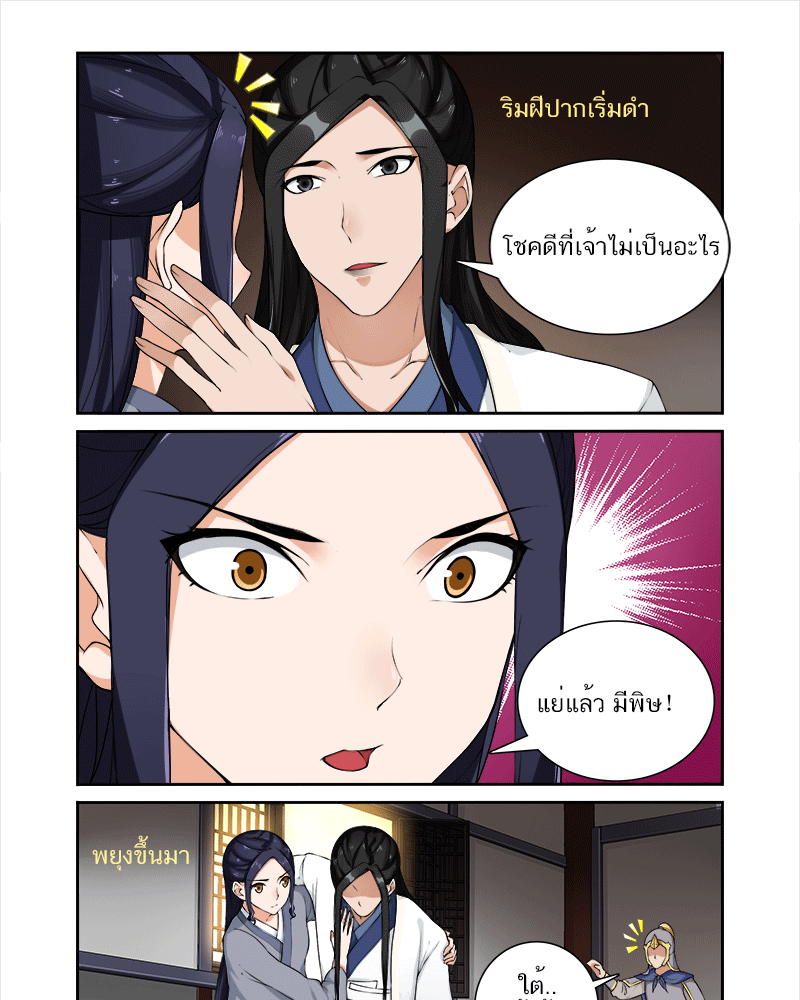 ริมฝีปากเริ่มดำ
โชคดีที่เจ้าไม่เป็นอะไร
แย่แล้ว มีพิษ!
พยุงขึ้นมา
ใต้..